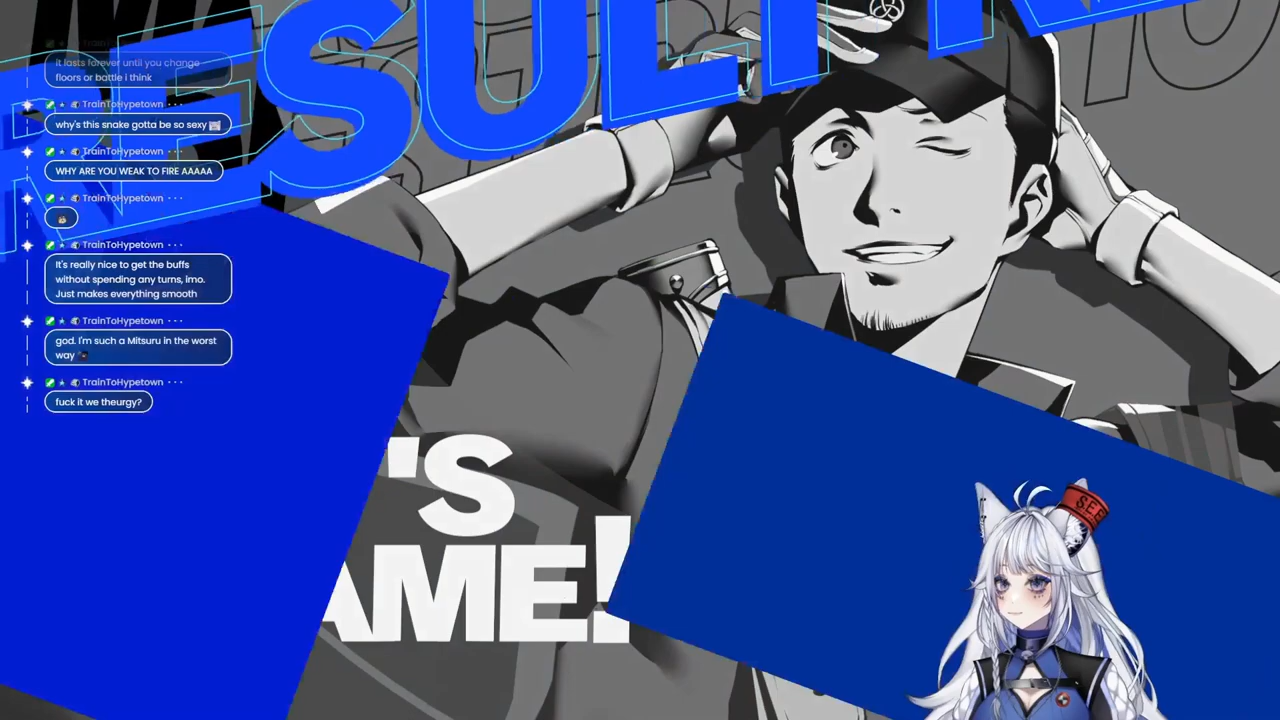 RESULT
it lasts forever until you change
floors or battle i think
TrainToHypetown
why's this snake gotta be so sexy
TrainToHypetown
WHY ARE YOU WEAK TO FIRE AAAAA
TrainToHypetown
TrainToHypetown
It's really nice to get the buffs
without spending any turns, imo.
Just makes everything smooth
TrainToHypetown
god. I'm such a Mitsuru in the worst
way
TrainToHypetown
fuck it we theurgy?
'S
AME!
S.E.E